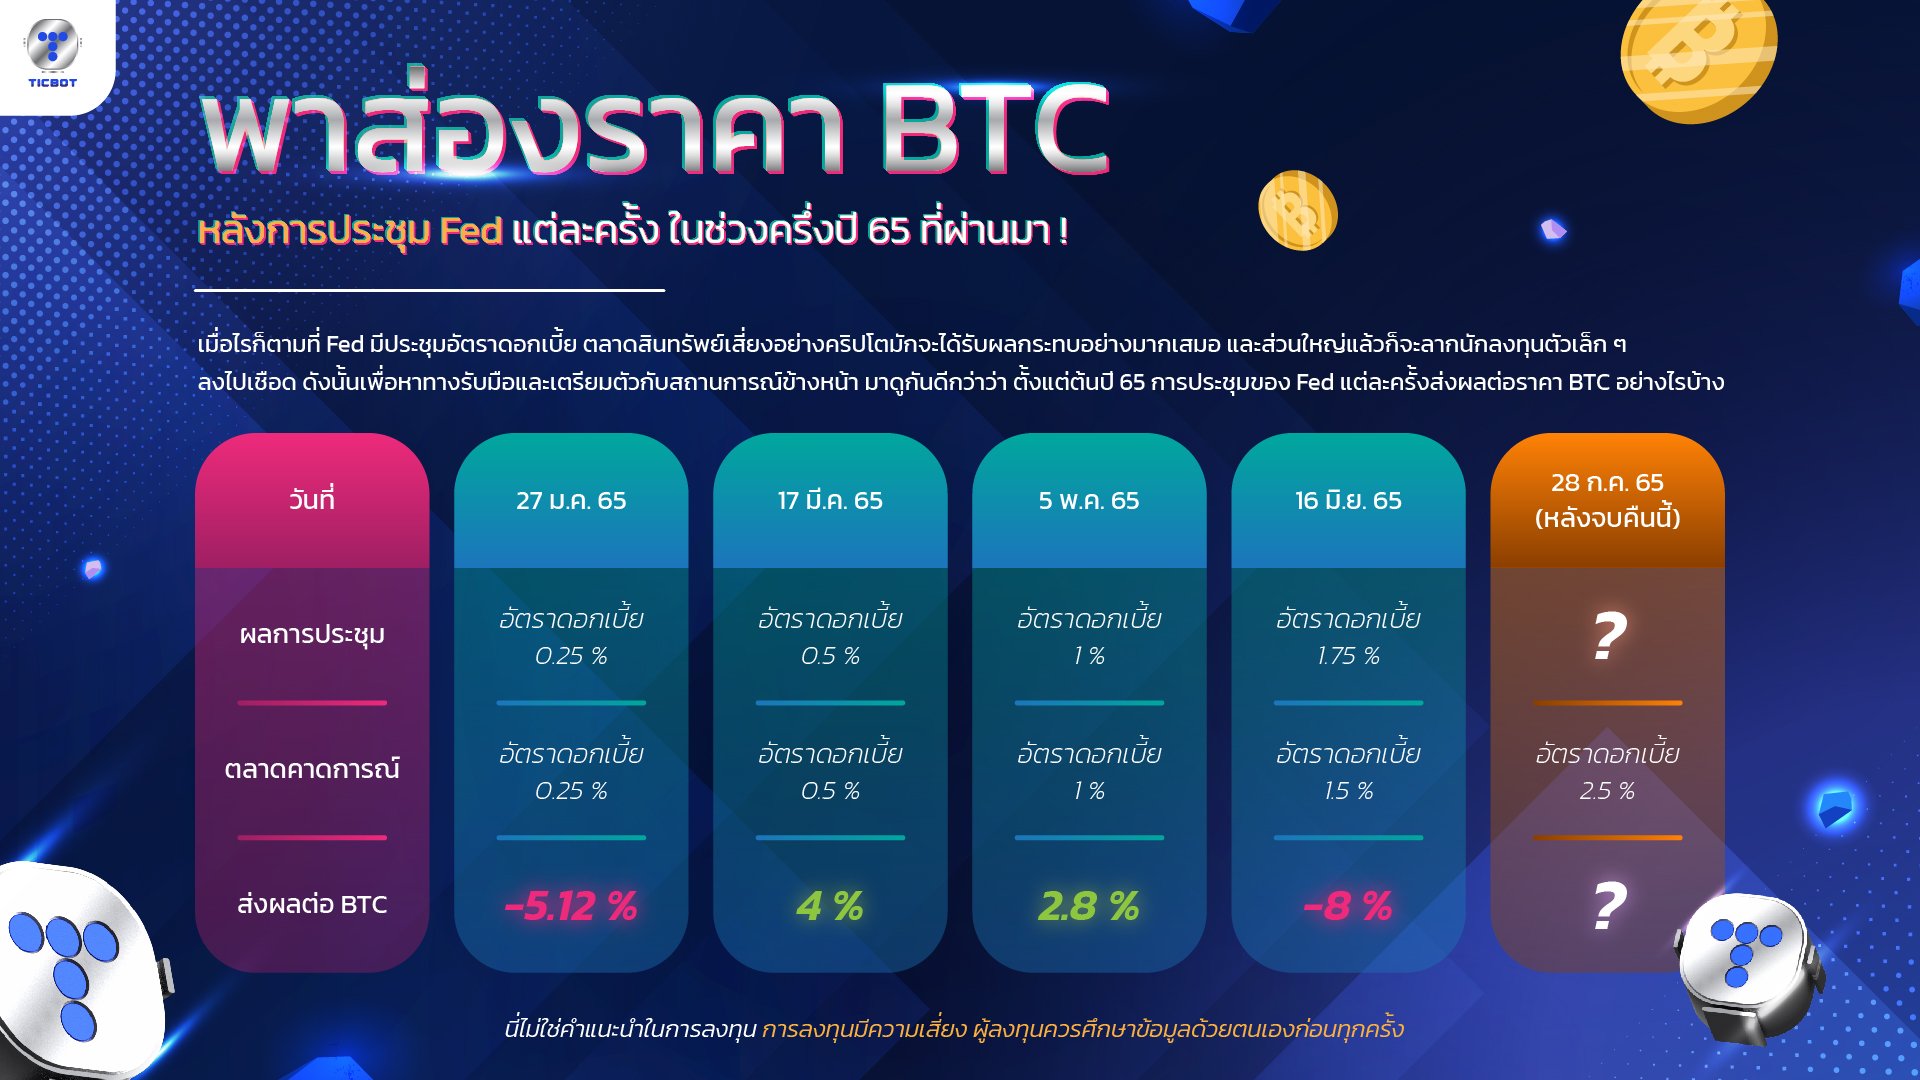 TICBOT
พาส่องราคา BTC
หลังการประชุม Fed แต่ละครั้ง ในช่วงครึ่งปี 65 ที่ผ่านมา !
เมื่อไรก็ตามที่ Fed มีประชุมอัตราดอกเบี้ย ตลาดสินทรัพย์เสี่ยงอย่างคริปโตมักจะได้รับผลกระทบอย่างมากเสมอ และส่วนใหญ่แล้วก็จะลากนักลงทุนตัวเล็ก ๆ
ลงไปเชือด ดังนั้นเพื่อหาทางรับมือและเตรียมตัวกับสถานการณ์ข้างหน้า มาดูกันดีกว่าว่า ตั้งแต่ต้นปี 65 การประชุมของ Fed แต่ละครั้งส่งผลต่อราคา BTC อย่างไรบ้าง
วันที่
27 ม.ค. 65
17 มี.ค. 65
5 พ.ค. 65
16 มิ.ย. 65
28 ก.ค. 65
(หลังจบคืนนี้)
ผลการประชุม
อัตราดอกเบี้ย
0.25 %
อัตราดอกเบี้ย
0.5 %
อัตราดอกเบี้ย
1 %
อัตราดอกเบี้ย
1.75 %
?
ตลาดคาดการณ์
อัตราดอกเบี้ย
0.25 %
อัตราดอกเบี้ย
0.5 %
อัตราดอกเบี้ย
1 %
อัตราดอกเบี้ย
1.5 %
อัตราดอกเบี้ย
2.5 %
ส่งผลต่อ BTC
-5.12 %
4 %
2.8 %
-8 %
?
นี่ไม่ใช่คำแนะนำในการลงทุน การลงทุนมีความเสี่ยง ผู้ลงทุนควรศึกษาข้อมูลด้วยตนเองก่อนทุกครั้ง